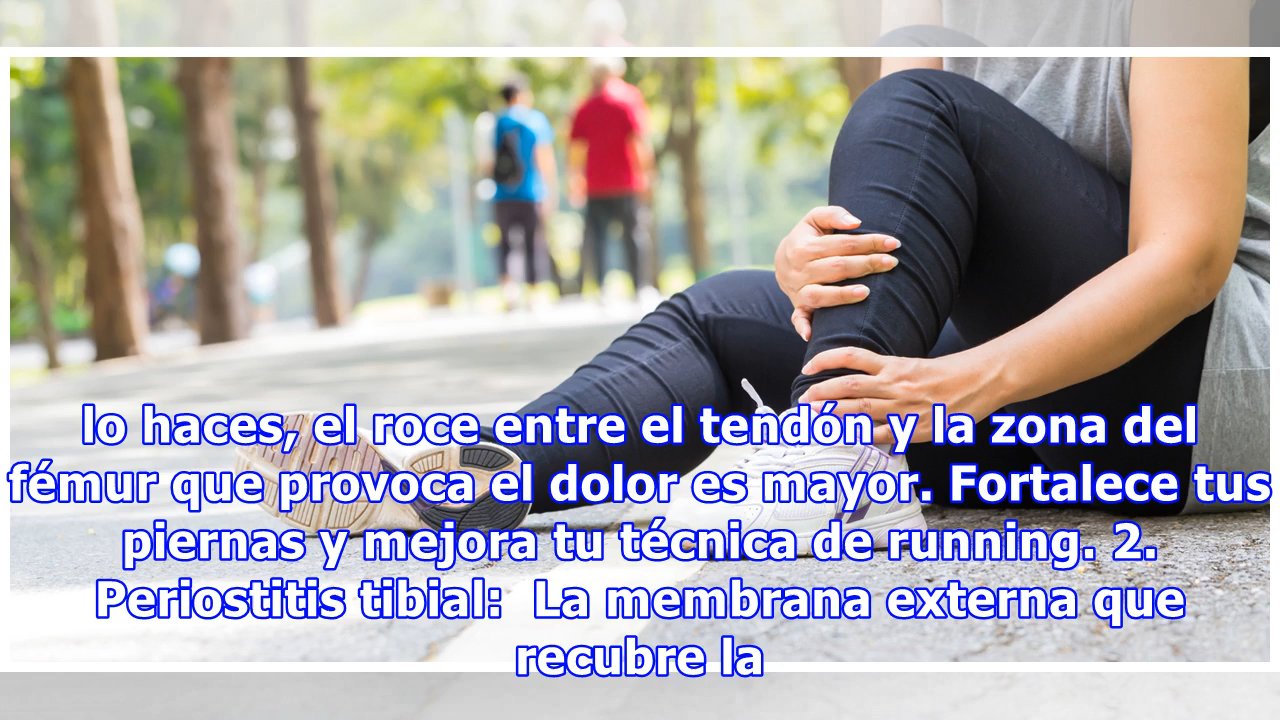 lo haces, el roce entre el tendón y la zona del
fémur que provoca el dolor es mayor. Fortalece tus
piernas y mejora tu técnica de running. 2.
Periostitis tibial:  La membrana externa que
recubre la